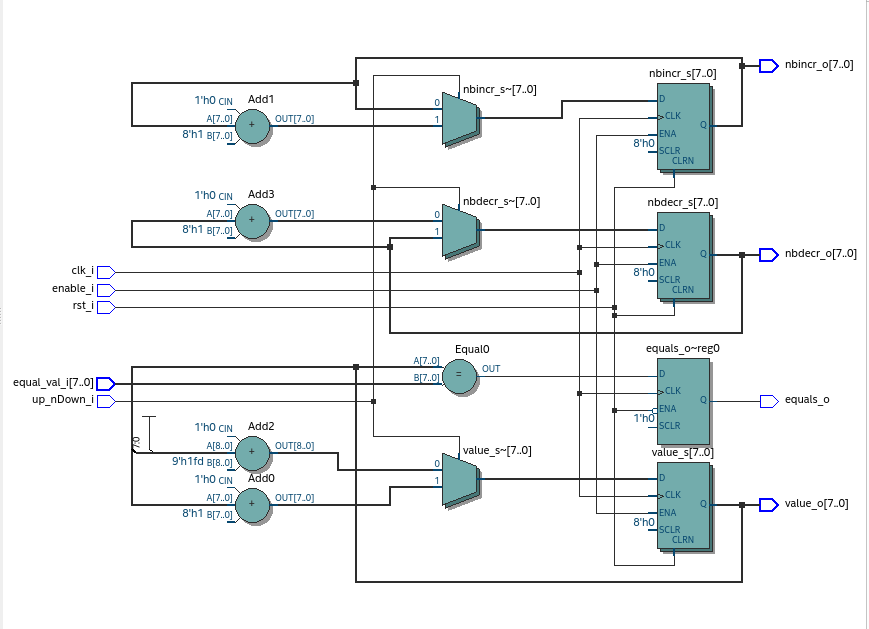 nbincr_s[7..0]
nbincr_o[7..0]
1'h0 CIN
Add1
A[7..0]
8'h1 B[7..0]
+
OUT[7..0]
nbincr_s~[7..0]
0
1
D
CLK
ENA
8'h0
SCLR
CLRN
Q
1'h0 CIN
Add3
A[7..0]
8'h1 B[7..0]
+
OUT[7..0]
nbdecr_s~[7..0]
0
1
nbdecr_s[7..0]
D
CLK
ENA
8'h0
SCLR
CLRN
Q
nbdecr_o[7..0]
clk_i
enable_i
rst_i
Equal0
A[7..0]
B[7..0]
=
OUT
equals_o~reg0
D
CLK
ENA
1'h0
SCLR
Q
equals_o
equal_val_i[7..0]
up_nDown_i
7:0
1'h0 CIN
Add2
A[8..0]
9'h1fd B[8..0]
+
OUT[8..0]
1'h0 CIN
Add0
A[7..0]
8'h1 B[7..0]
+
OUT[7..0]
value_s~[7..0]
0
1
value_s[7..0]
D
CLK
ENA
8'h0
SCLR
CLRN
Q
value_o[7..0]